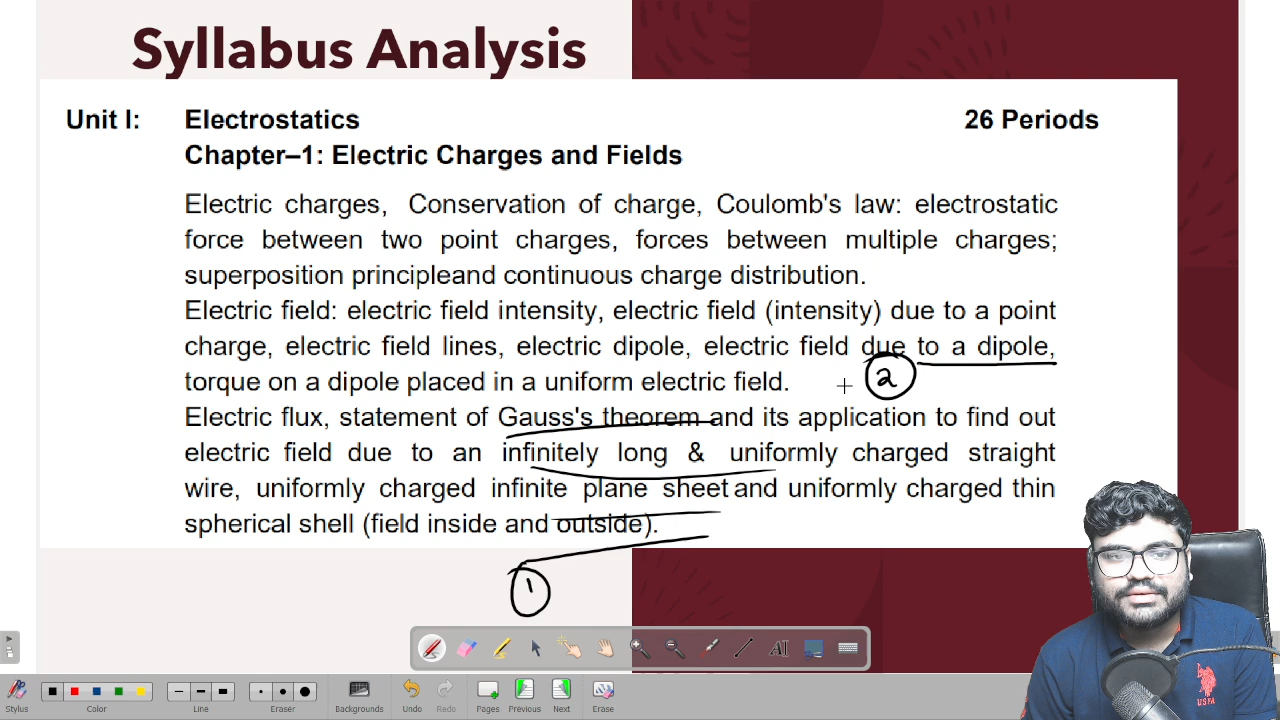 Syllabus Analysis
Unit I: Electrostatics 26 Periods
Chapter–1: Electric Charges and Fields
Electric charges, Conservation of charge, Coulomb's law: electrostatic
force between two point charges, forces between multiple charges;
superposition principleand continuous charge distribution.
Electric field: electric field intensity, electric field (intensity) due to a point
charge, electric field lines, electric dipole, electric field due to a dipole,
torque on a dipole placed in a uniform electric field.
2
Electric flux, statement of Gauss's theorem and its application to find out
electric field due to an infinitely long & uniformly charged straight
wire, uniformly charged infinite plane sheet and uniformly charged thin
spherical shell (field inside and outside).
1
AI
USPA
Stylus Color Line Eraser Backgrounds Undo Redo Pages Previous Next Erase